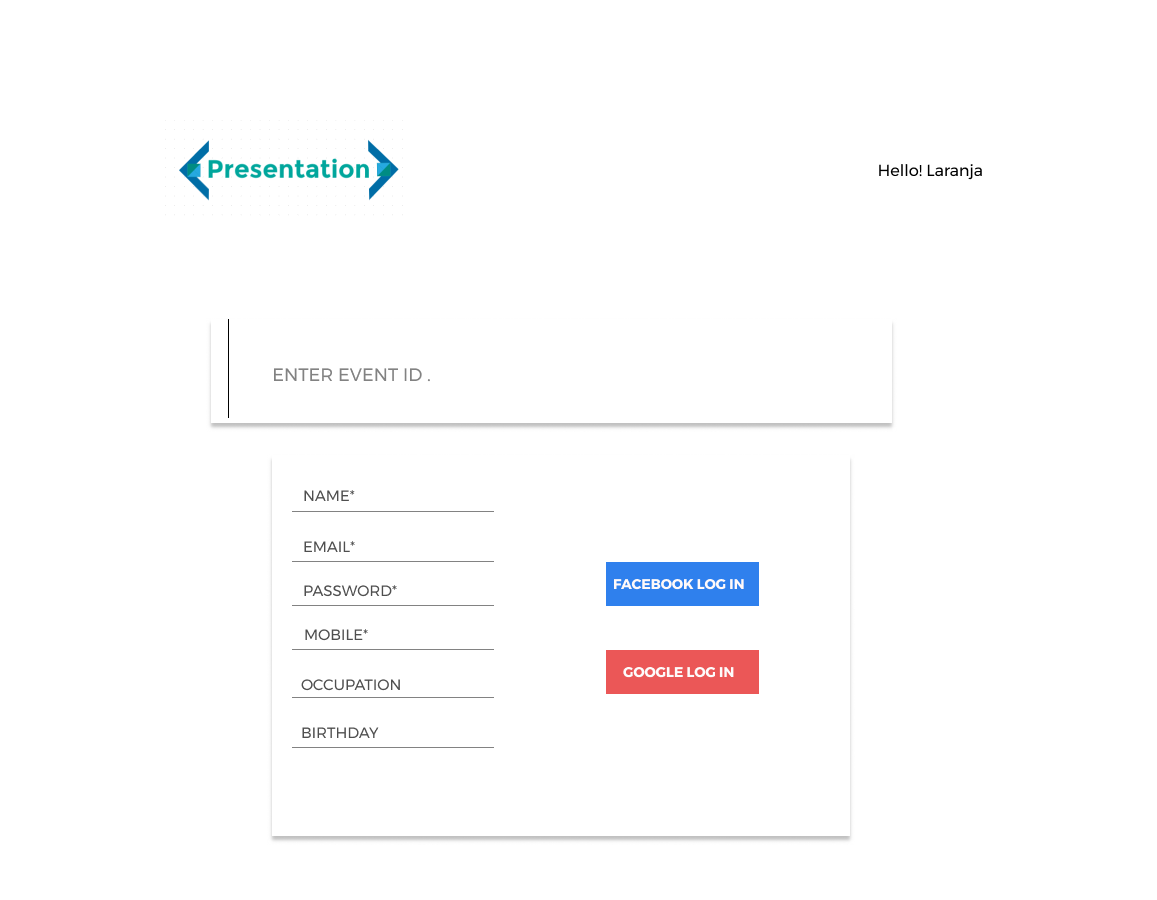 Presentation
Hello! Laranja
ENTER EVENT ID .
NAME*
EMAIL*
FACEBOOK LOG IN
PASSWORD*
MOBILE*
GOOGLE LOG IN
OCCUPATION
BIRTHDAY